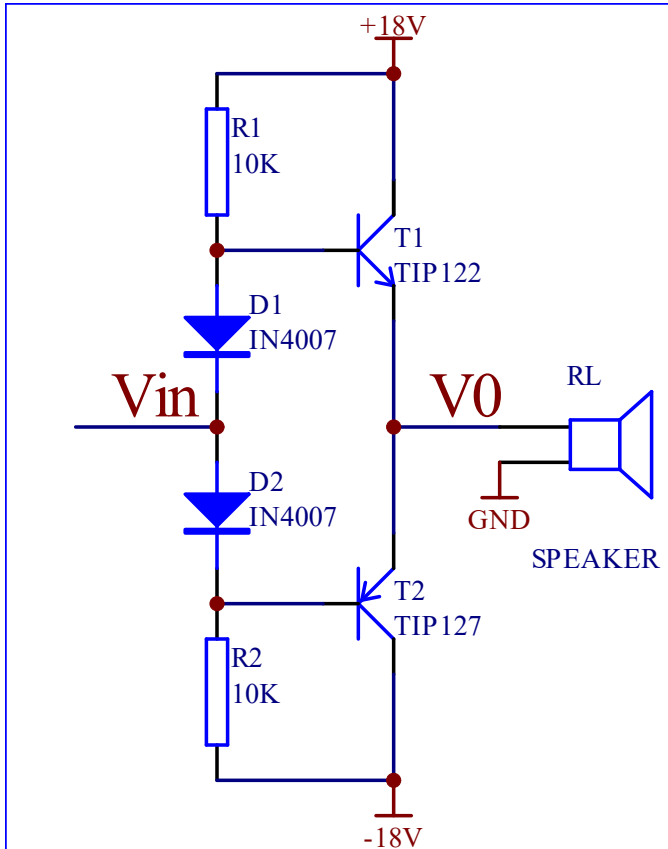 +18V
R1
10K
T1
TIP122
D1
IN4007
Vin
V0
RL
D2
IN4007
GND
SPEAKER
T2
TIP127
R2
10K
-18V